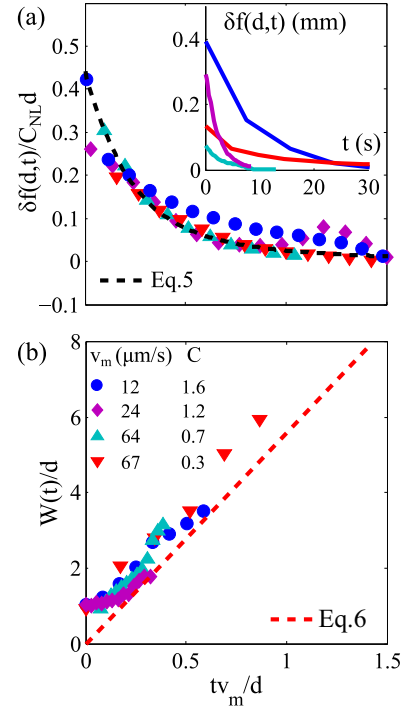 (a)
δf(d,t)/C_NL d
0.5
0.4
0.3
0.2
0.1
0
−0.1
δf(d,t) (mm)
0.4
0.2
0
t (s)
0 10 20 30
Eq.5
(b)
W(t)/d
8
6
4
2
0
v_m (μm/s) C
12 1.6
24 1.2
64 0.7
67 0.3
Eq.6
0 0.5 1 1.5
tv_m/d